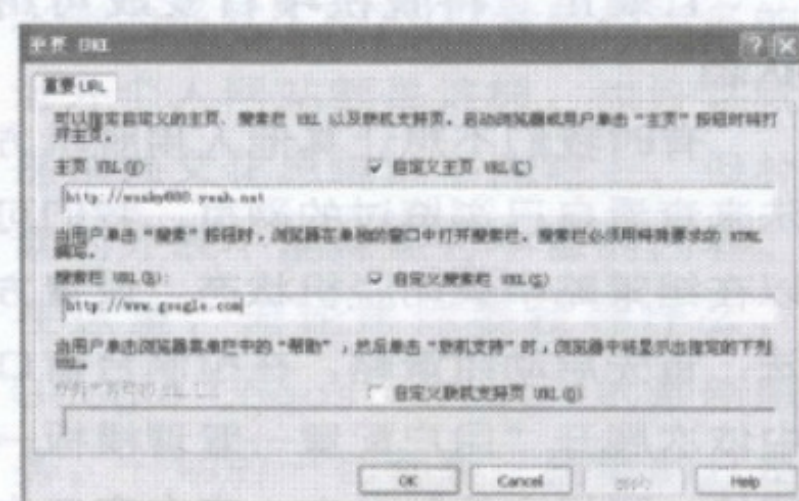 重要 URL
重要 URL
可以指定自定义的主页、搜索栏 URL 以及联机支持页。启动浏览器或用户单击“主页”按钮时将打
开主页。
主页 URL(P): 自定义主页 URL(C)
当用户单击“搜索”按钮时，浏览器在单独的窗口中打开搜索栏。搜索栏必须用特殊要求的 HTML
编写。
搜索栏 URL 自定义搜索栏 URL(S)
http://www.google.com
当用户单击浏览器菜单栏中的“帮助”，然后单击“联机支持”时，浏览器中将显示出指定的下列
URL。
自定义联机支持页 URL
OK Cancel Apply Help